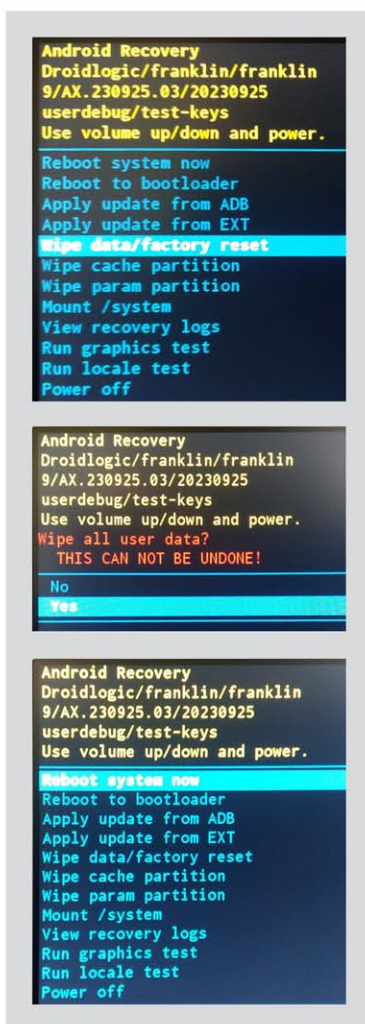 Android Recovery
Droidlogic/franklin/franklin
9/AX.230925.03/20230925
userdebug/test-keys
Use volume up/down and power.
Reboot system now
Reboot to bootloader
Apply update from ADB
Apply update from EXT
Wipe data/factory reset
Wipe cache partition
Wipe param partition
Mount /system
View recovery logs
Run graphics test
Run locale test
Power off
Android Recovery
Droidlogic/franklin/franklin
9/AX.230925.03/20230925
userdebug/test-keys
Use volume up/down and power.
Wipe all user data?
THIS CAN NOT BE UNDONE!
No
Yes
Android Recovery
Droidlogic/franklin/franklin
9/AX.230925.03/20230925
userdebug/test-keys
Use volume up/down and power.
Reboot system now
Reboot to bootloader
Apply update from ADB
Apply update from EXT
Wipe data/factory reset
Wipe cache partition
Wipe param partition
Mount /system
View recovery logs
Run graphics test
Run locale test
Power off